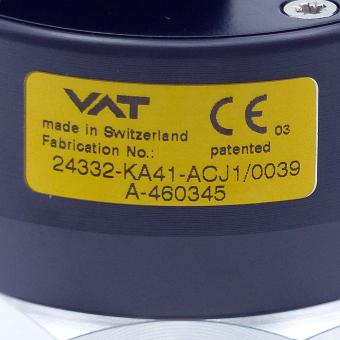 VAT CE 03
made in Switzerland patented
Fabrication No.:
24332-KA41-ACJ1/0039
A-460345